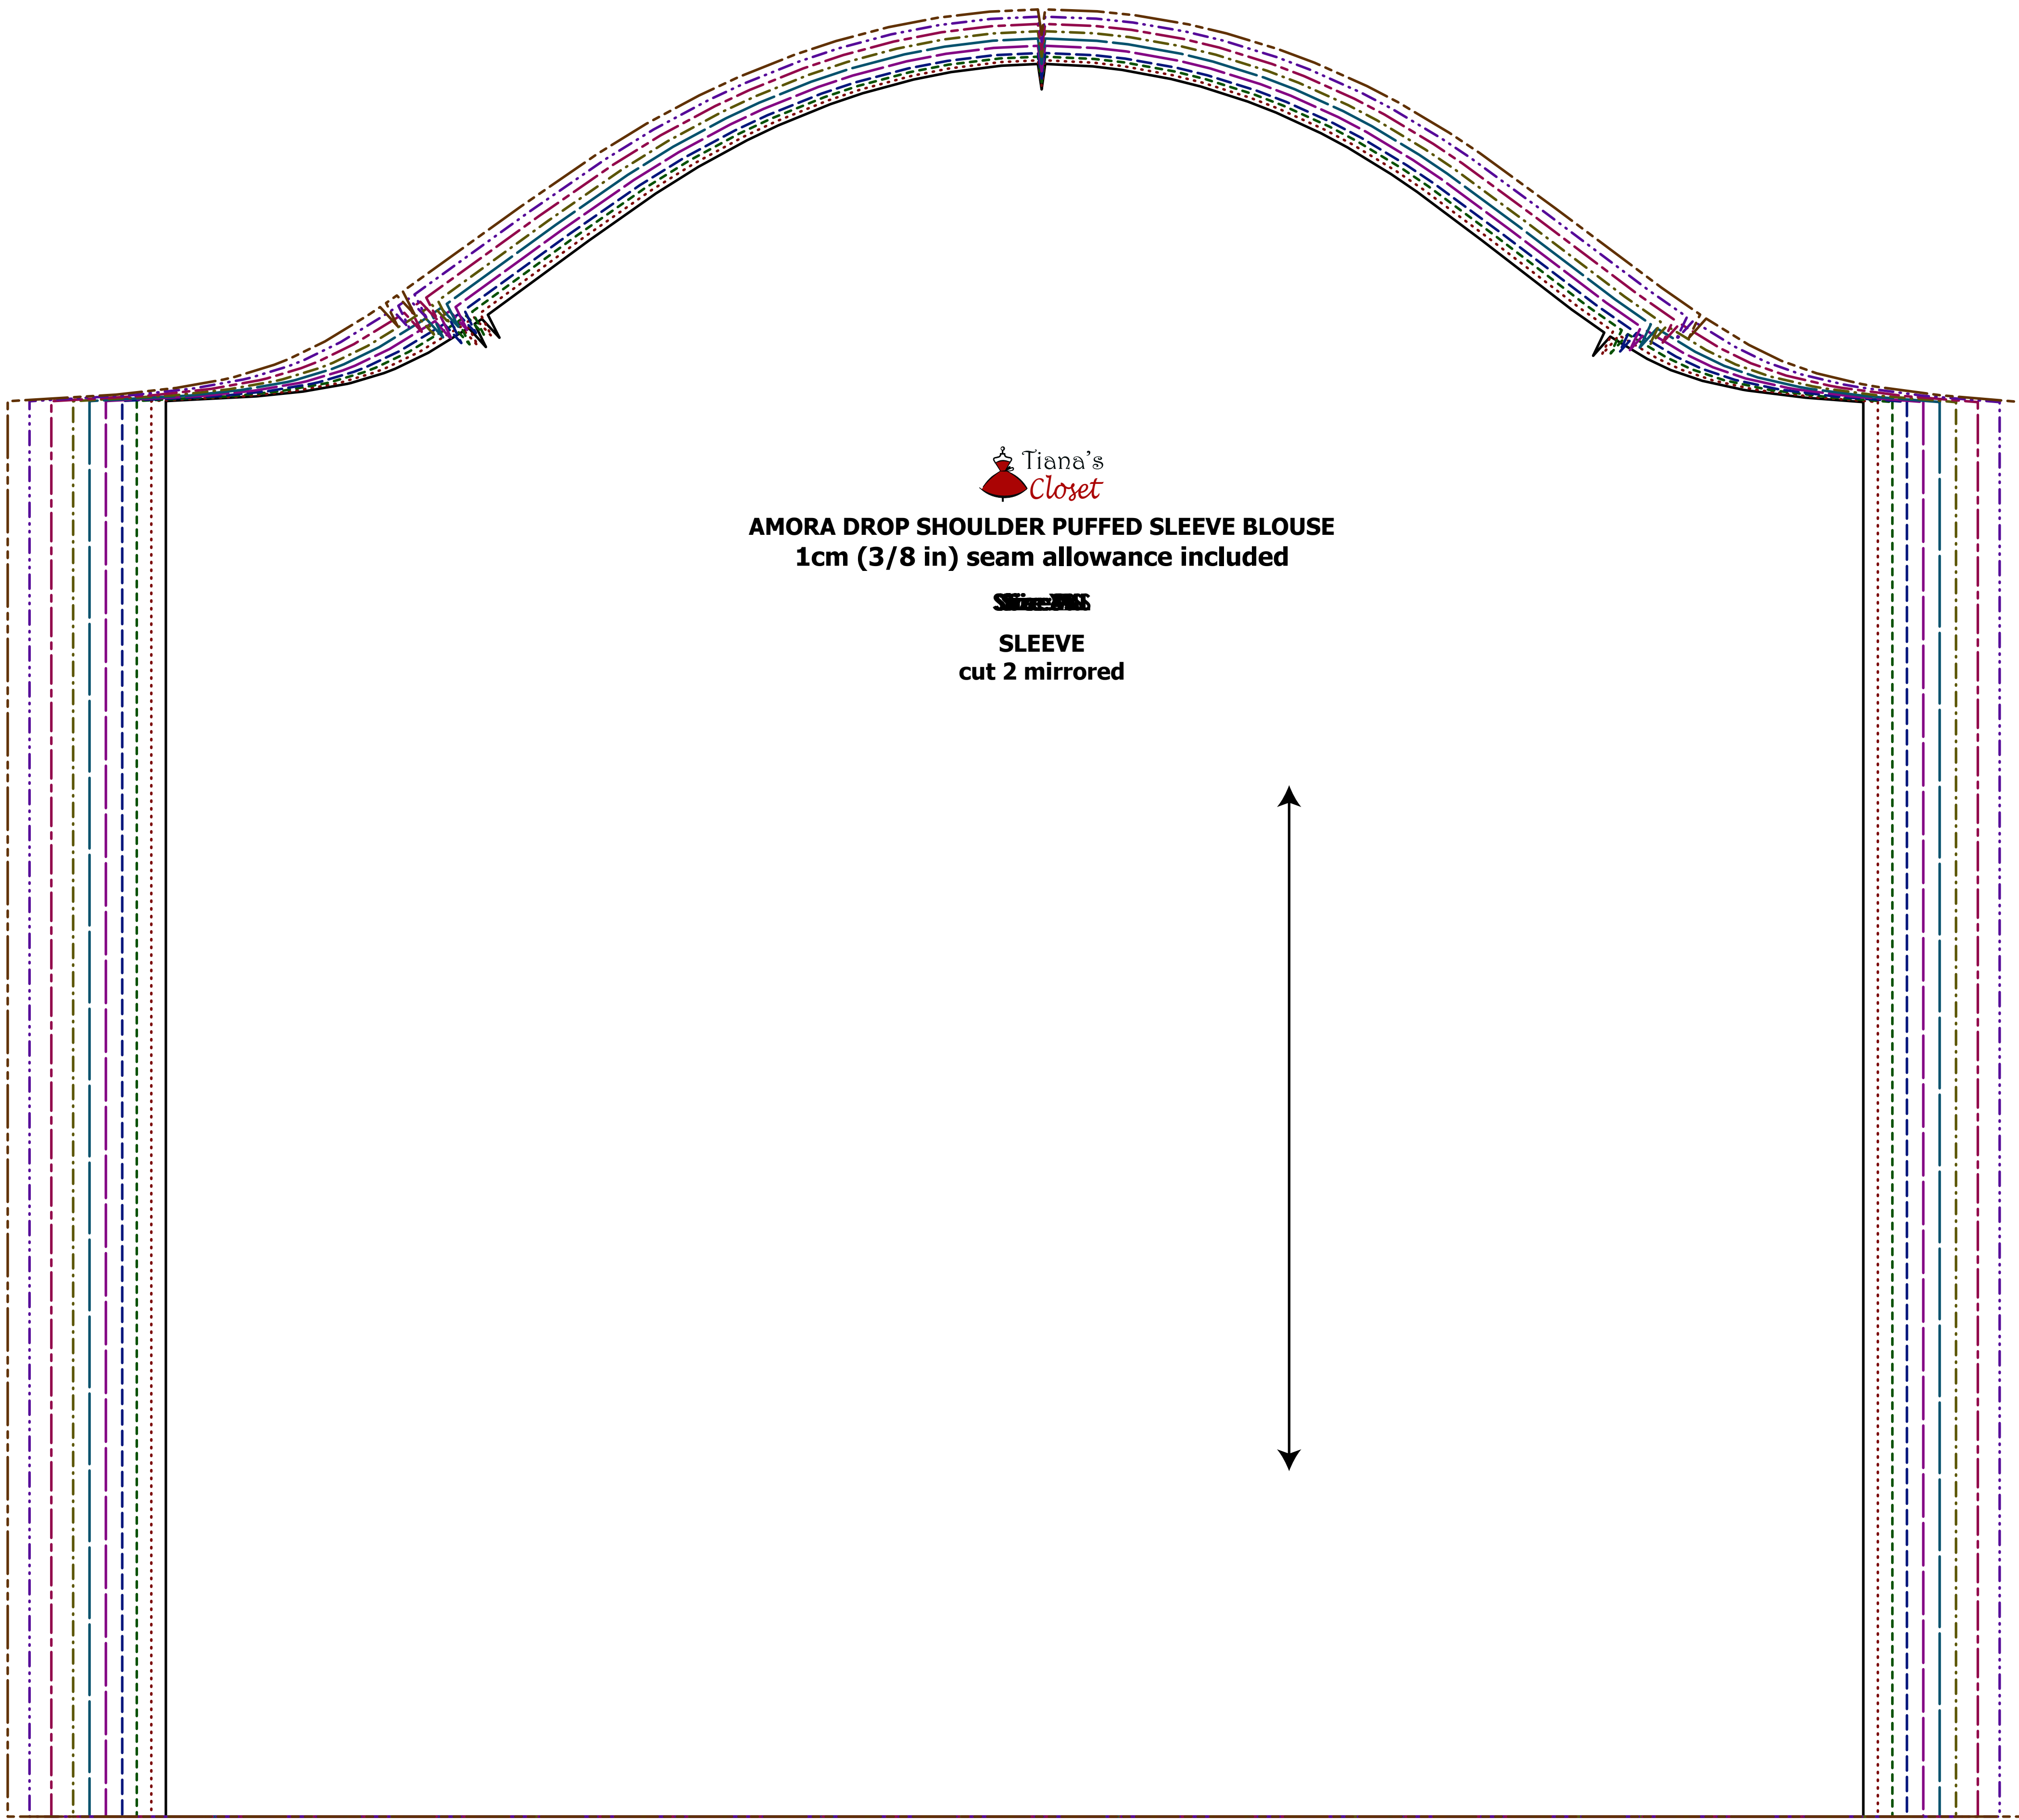 Tiana's
Closet
AMORA DROP SHOULDER PUFFED SLEEVE BLOUSE
1cm (3/8 in) seam allowance included
SLEEVE
cut 2 mirrored